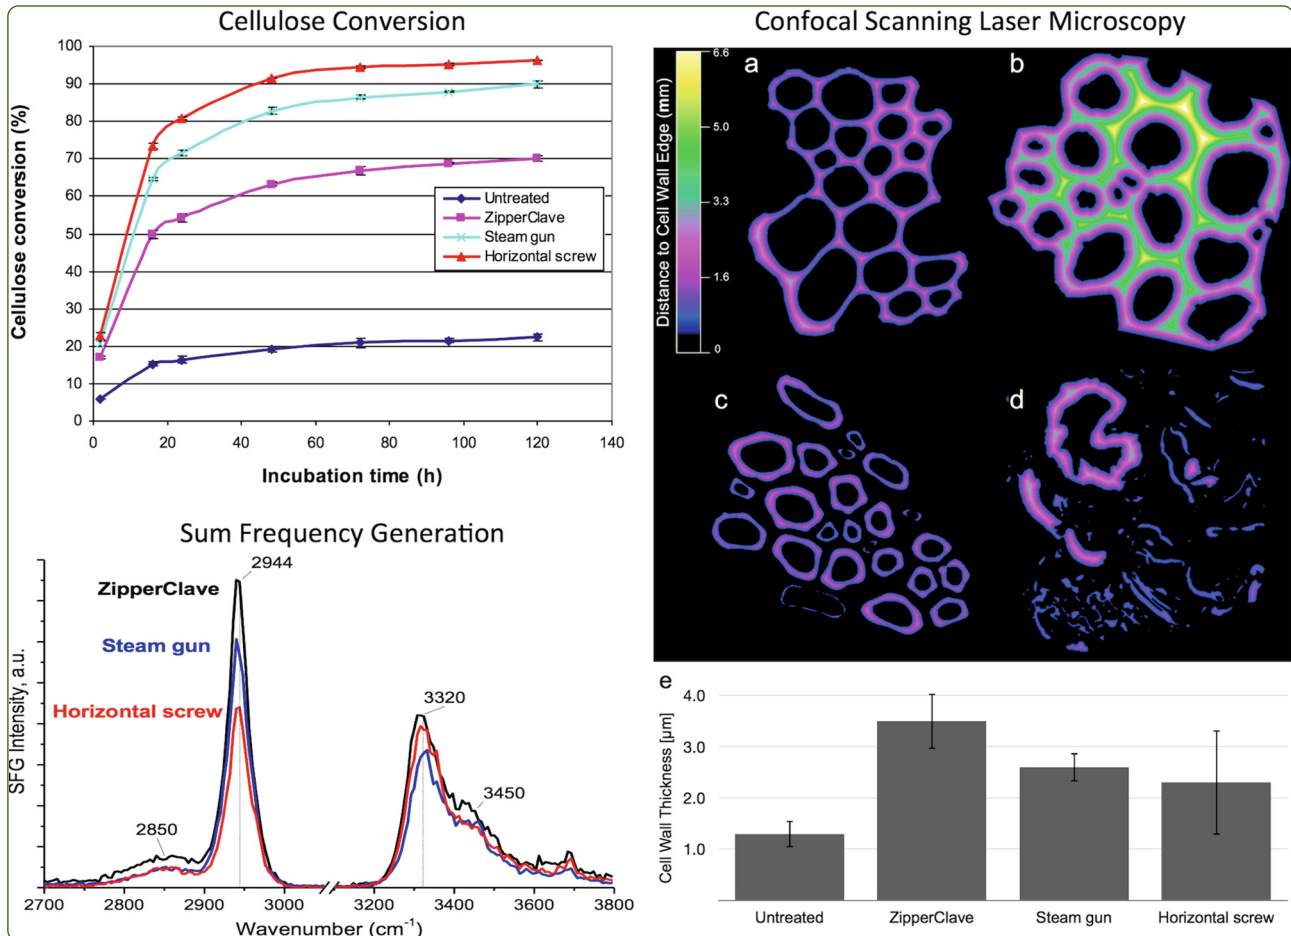 Cellulose Conversion
Cellulose conversion (%)
100
90
80
70
60
50
40
30
20
10
0
Untreated
ZipperClave
Steam gun
Horizontal screw
0
20
40
60
80
100
120
140
Incubation time (h)
Sum Frequency Generation
SFG Intensity, a.u.
ZipperClave
Steam gun
Horizontal screw
2944
2850
3320
3450
2700
2800
2900
3000
3200
3400
3600
3800
Wavenumber (cm⁻¹)
Confocal Scanning Laser Microscopy
Distance to Cell Wall Edge (mm)
6.6
5.0
3.3
1.6
0
a
b
c
d
e
Cell Wall Thickness [µm]
4.0
3.0
2.0
1.0
Untreated
ZipperClave
Steam gun
Horizontal screw